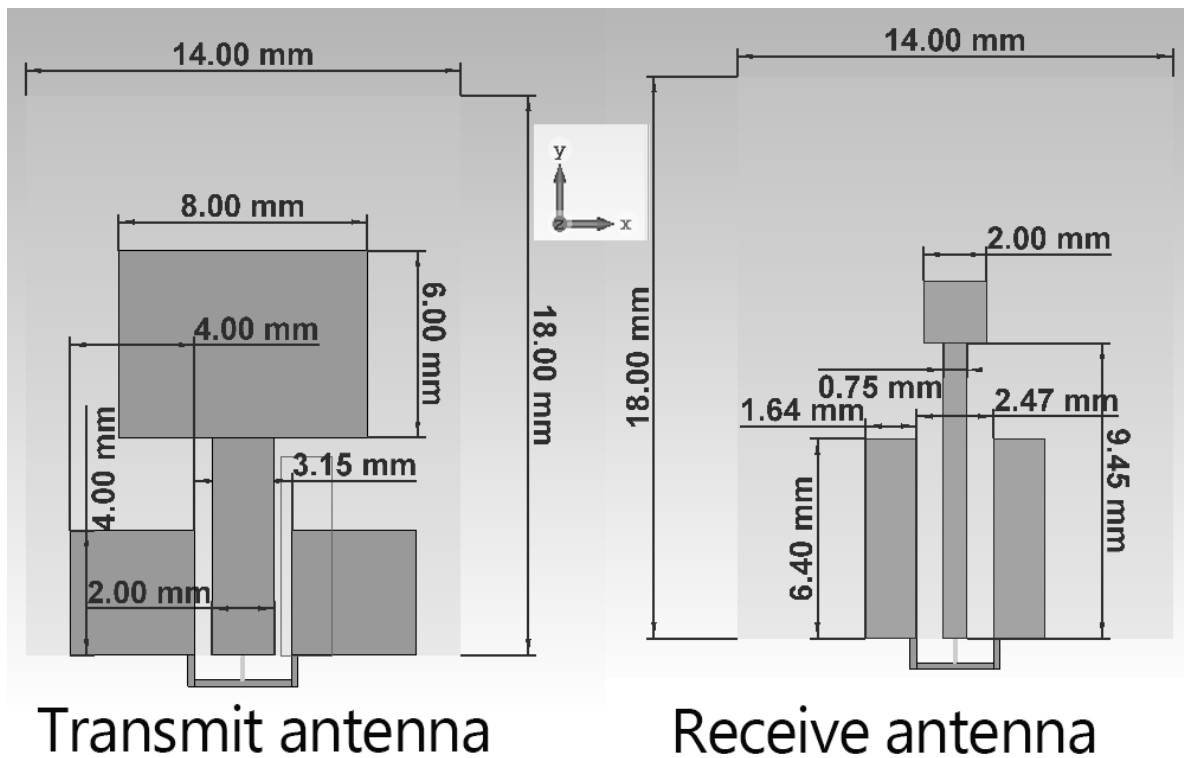 14.00 mm
8.00 mm
6.00 mm
18.00 mm
4.00 mm
4.00 mm
3.15 mm
2.00 mm
Transmit antenna
y
z
x
14.00 mm
18.00 mm
2.00 mm
0.75 mm
1.64 mm
2.47 mm
6.40 mm
9.45 mm
Receive antenna